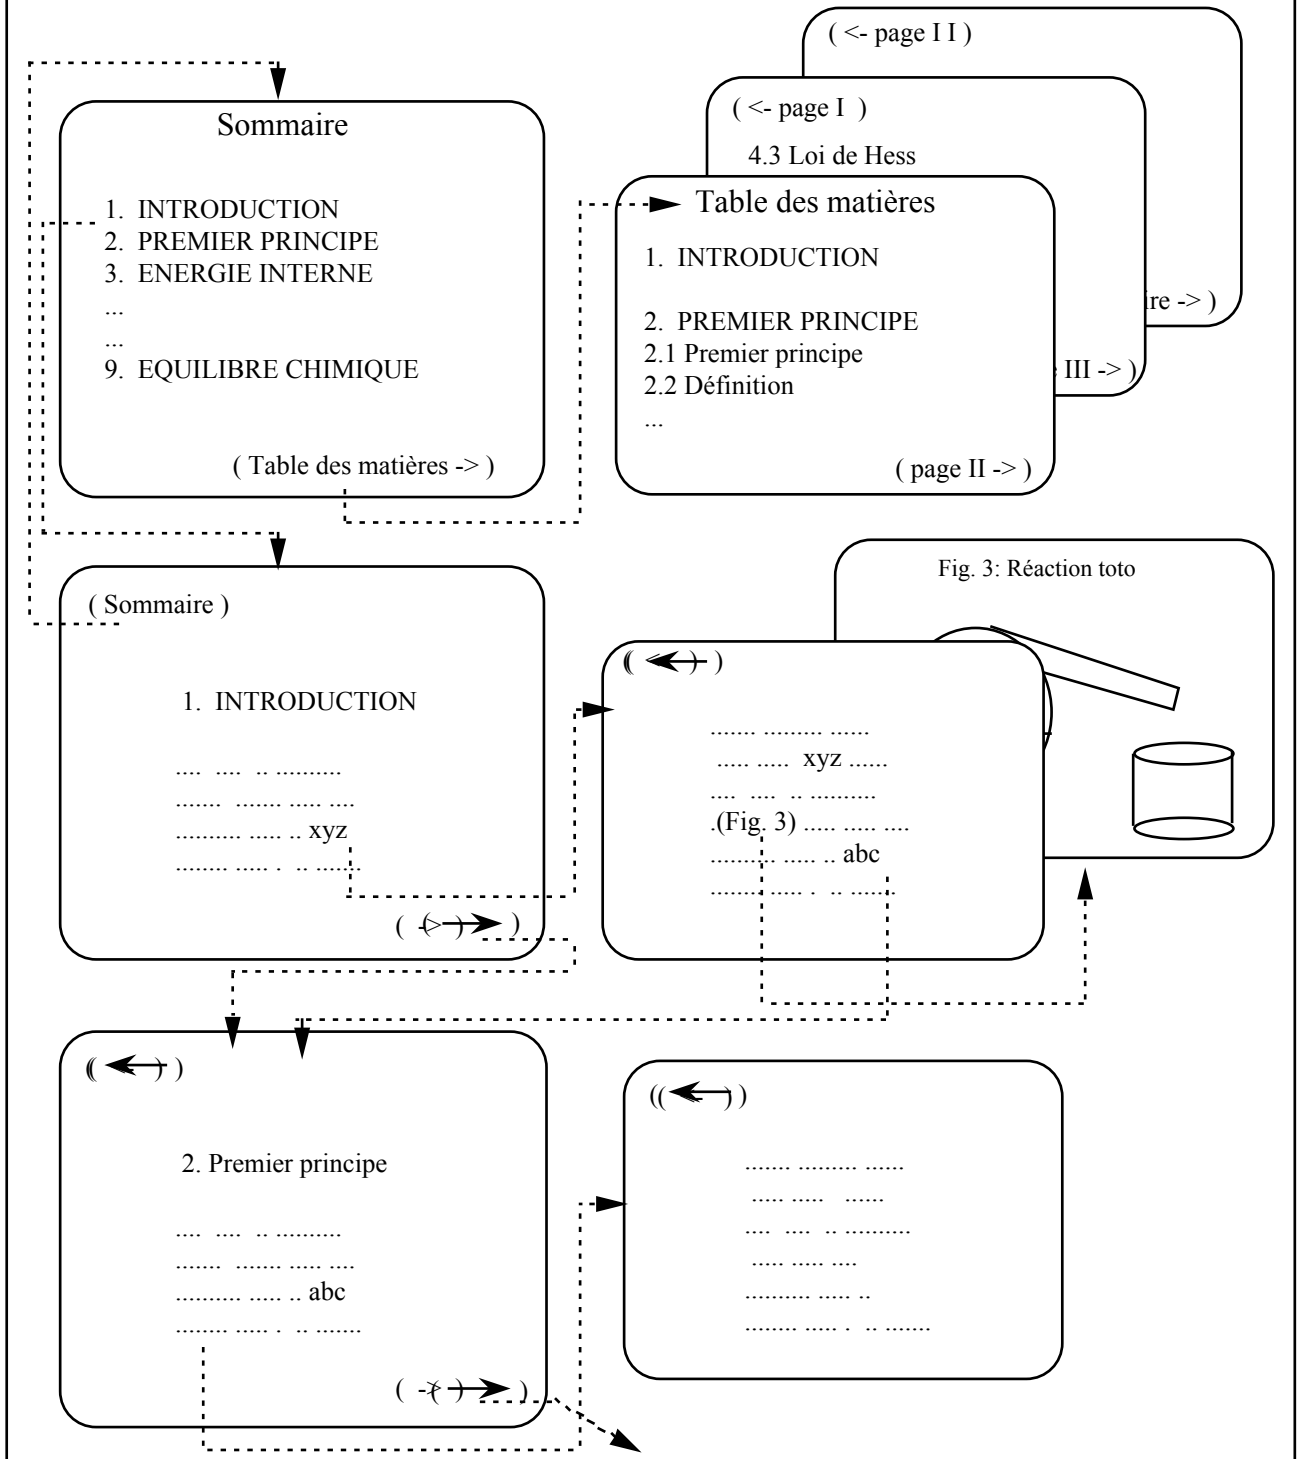 Sommaire
1. INTRODUCTION
2. PREMIER PRINCIPE
3. ENERGIE INTERNE
...
...
9. EQUILIBRE CHIMIQUE
( Table des matières -> )
( <- page I I )
ire -> )
( <- page I )
4.3 Loi de Hess
III -> )
Table des matières
1. INTRODUCTION
2. PREMIER PRINCIPE
2.1 Premier principe
2.2 Définition
...
( page II -> )
( Sommaire )
1. INTRODUCTION
.... .... .. ..........
....... ....... ..... ....
.......... ..... .. xyz
........ ..... . .. .......
( -> )
Fig. 3: Réaction toto
( <- )
....... ......... ......
..... ..... xyz ......
.... .... .. ..........
.(Fig. 3) ..... ..... ....
.......... ..... .. abc
........ ..... . .. .......
( <- )
2. Premier principe
.... .... .. ..........
....... ....... ..... ....
.......... ..... .. abc
........ ..... . .. .......
( -> )
( <- )
....... ......... ......
..... ..... ......
.... .... .. ..........
..... ..... ....
.......... ..... ..
........ ..... . .. .......